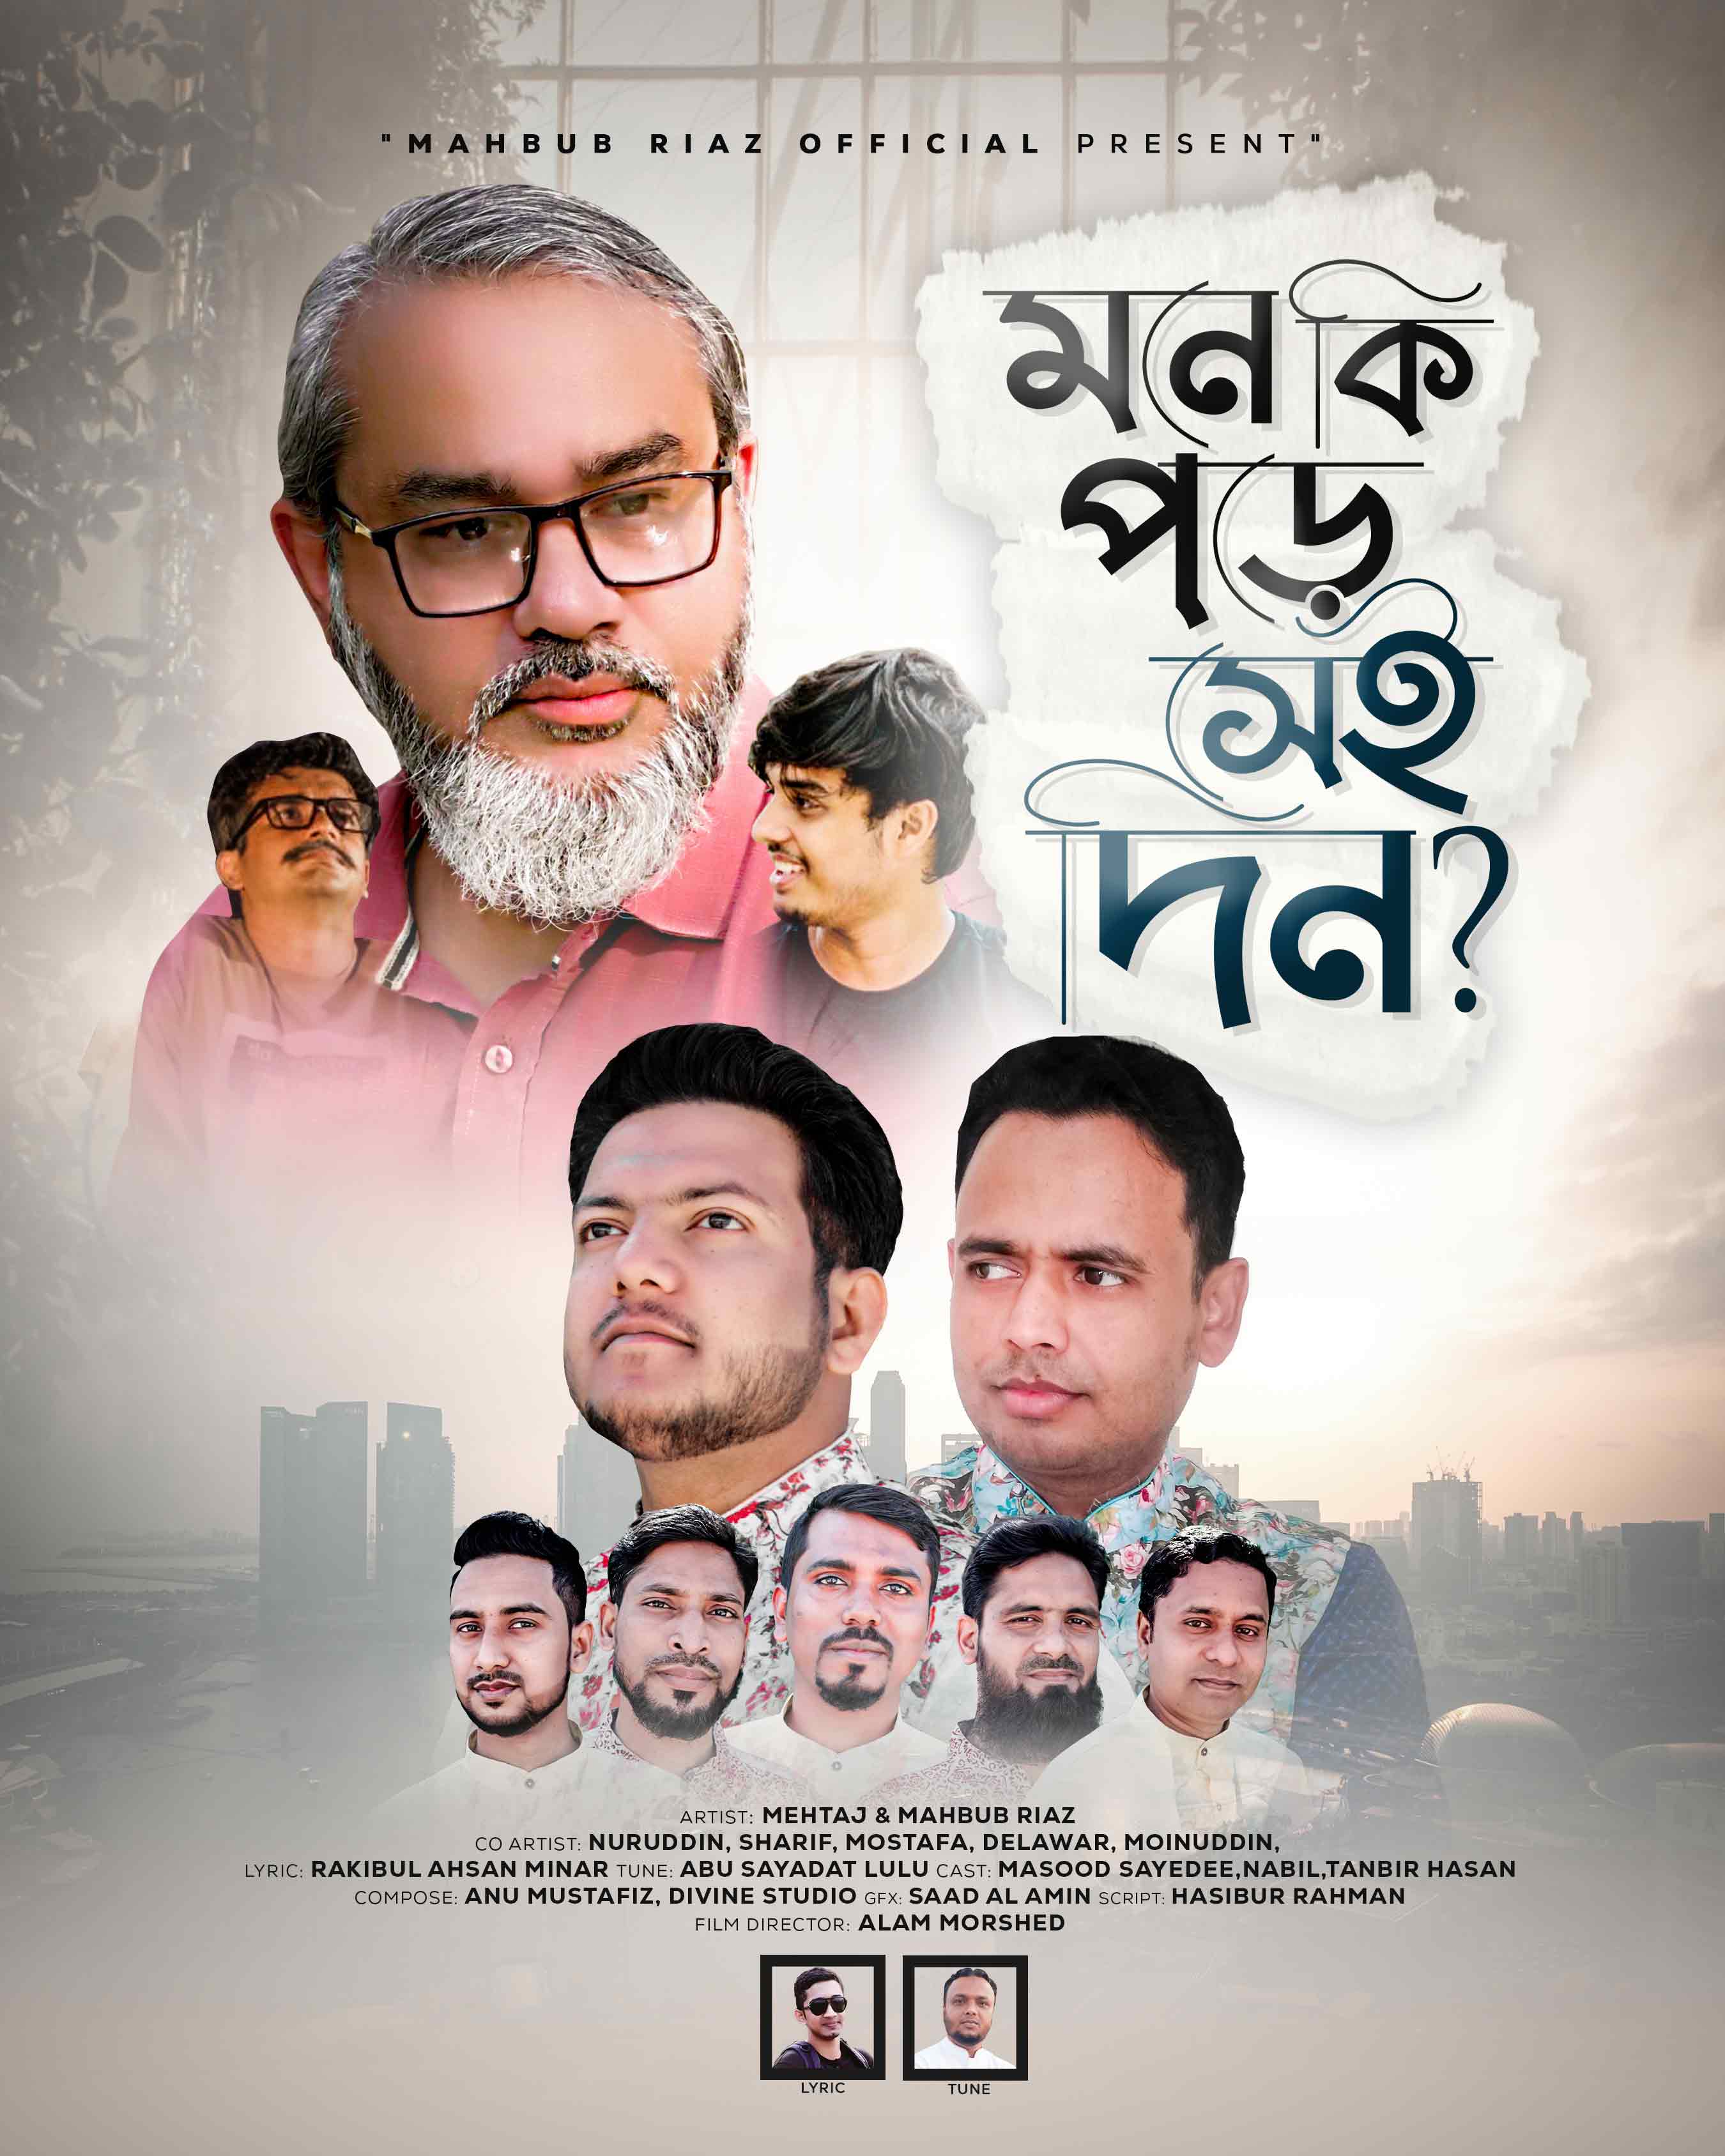 "MAHBUB RIAZ OFFICIAL PRESENT"
মনে কি
পড়ে
সেই
দিন?
ARTIST: MEHTAJ & MAHBUB RIAZ
CO ARTIST: NURUDDIN, SHARIF, MOSTAFA, DELAWAR, MOINUDDIN,
LYRIC: RAKIBUL AHSAN MINAR TUNE: ABU SAYADAT LULU CAST: MASOOD SAYEDEE,NABIL,TANBIR HASAN
COMPOSE: ANU MUSTAFIZ, DIVINE STUDIO GFX: SAAD AL AMIN SCRIPT: HASIBUR RAHMAN
FILM DIRECTOR: ALAM MORSHED
LYRIC TUNE